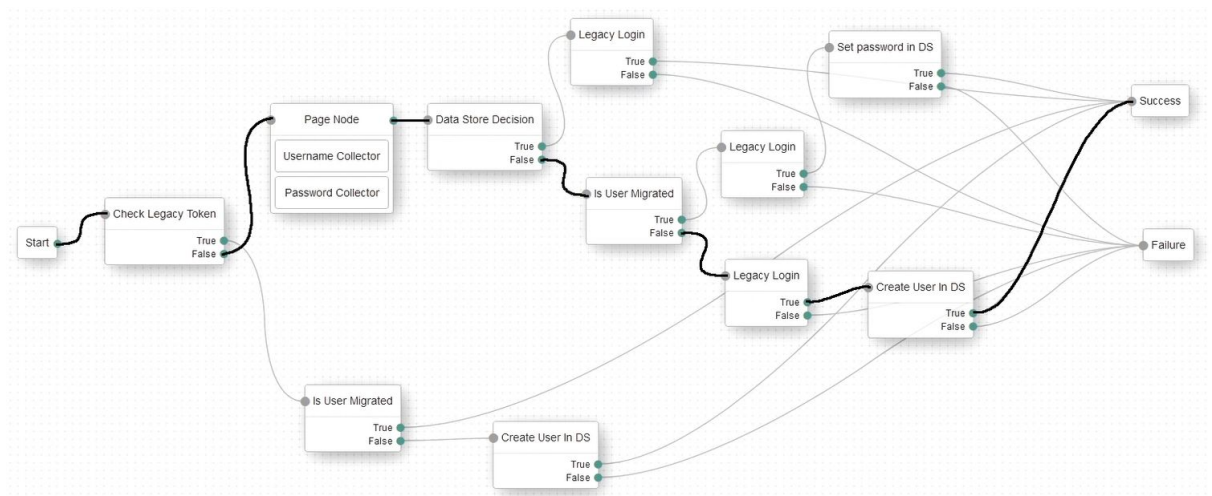 Start
Check Legacy Token
True
False
Page Node
Username Collector
Password Collector
Data Store Decision
True
False
Legacy Login
True
False
Is User Migrated
True
False
Legacy Login
True
False
Set password in DS
True
False
Legacy Login
True
False
Create User In DS
True
False
Is User Migrated
True
False
Create User In DS
True
False
Success
Failure